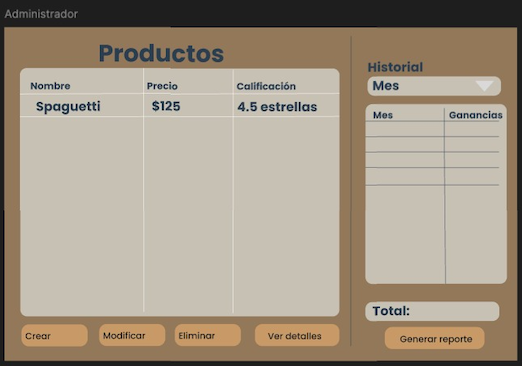 Administrador
Productos
Nombre Precio Calificación
Spaguetti $125 4.5 estrellas
Crear Modificar Eliminar Ver detalles
Historial
Mes
Mes Ganancias
Total:
Generar reporte